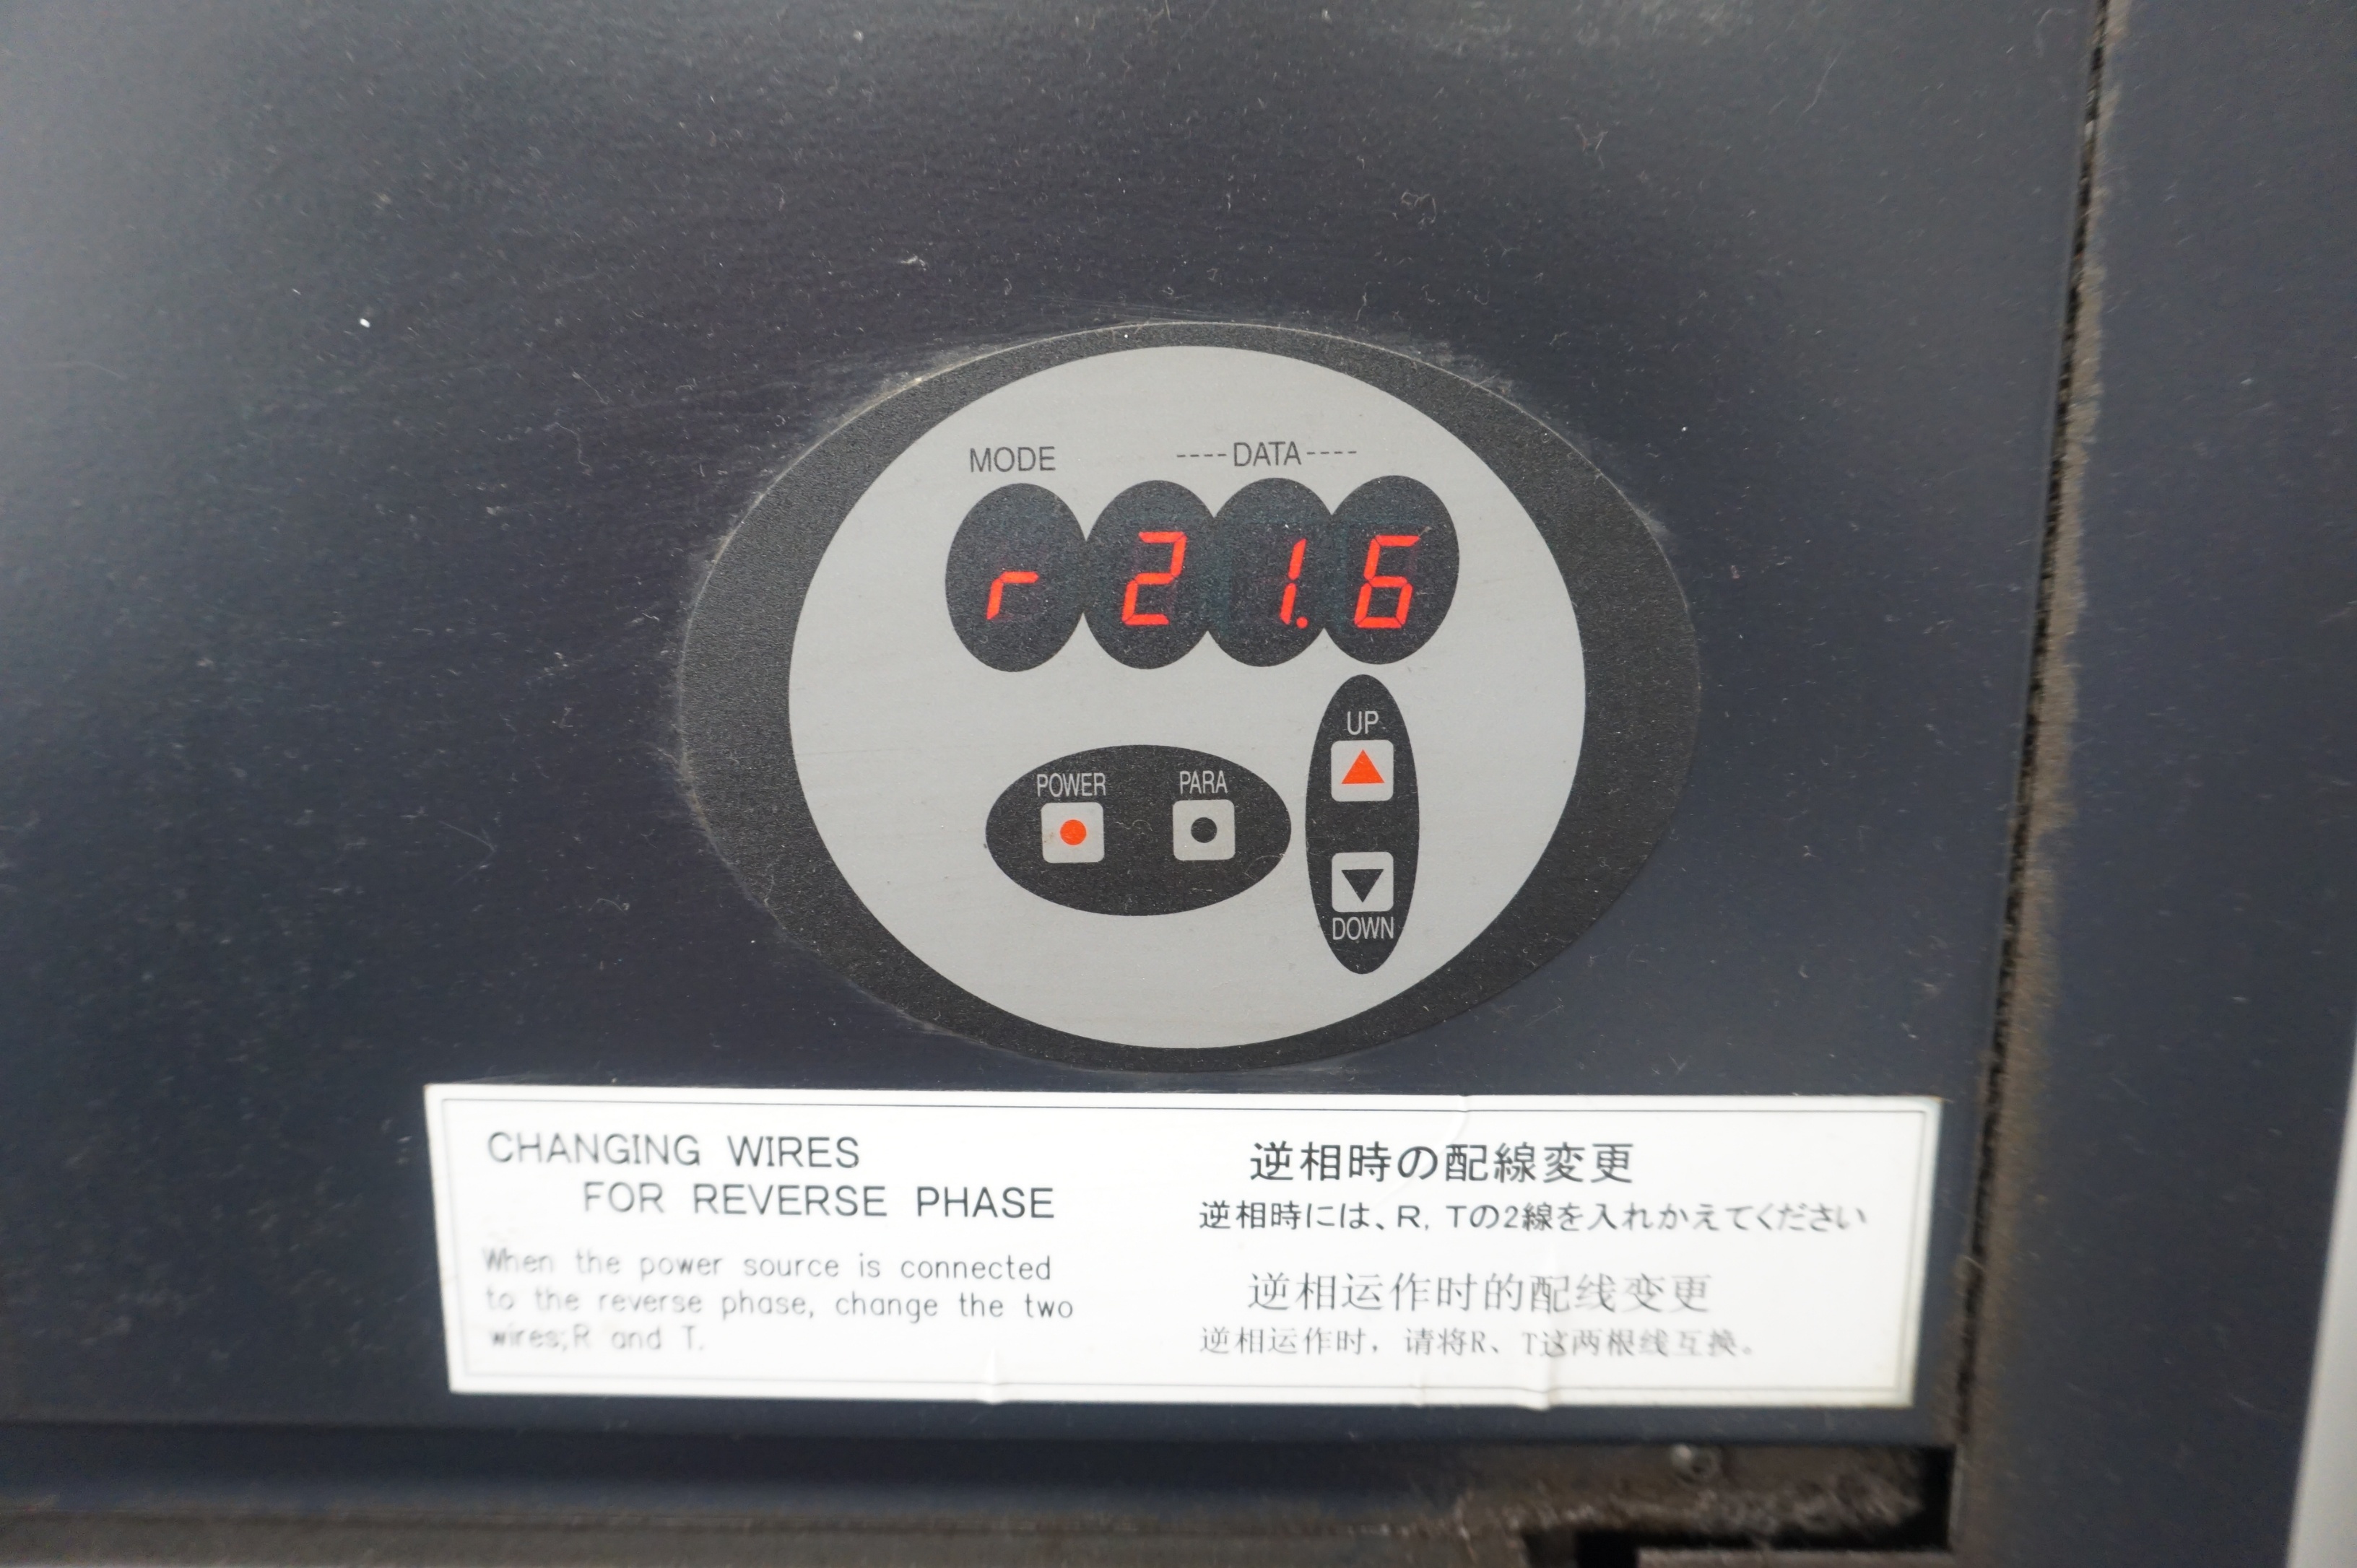 MODE ----DATA----
r 21.6
UP
POWER PARA
DOWN
CHANGING WIRES
FOR REVERSE PHASE
When the power source is connected
to the reverse phase, change the two
wires;R and T.
逆相時の配線変更
逆相時には、R, Tの2線を入れかえてください
逆相运作时的配线变更
逆相运作时，请将R、T这两根线互换。